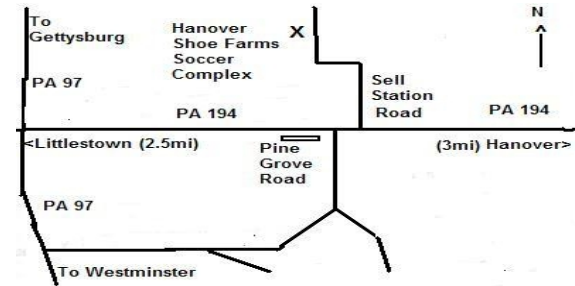 To
Gettysburg
Hanover
Shoe Farms
Soccer
Complex
X
N
^
PA 97
Sell
Station
Road
PA 194
PA 194
<Littlestown (2.5mi)
Pine
Grove
Road
(3mi) Hanover>
PA 97
To Westminster